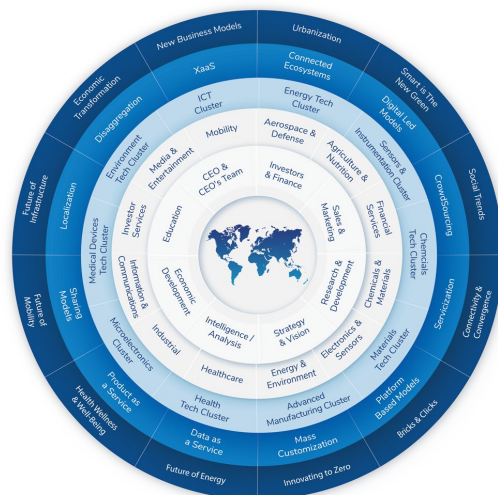 New Business Models
Urbanization
Smart is The
New Green
Social Trends
Connectivity &
Convergence
Bricks & Clicks
Innovating to Zero
Future of Energy
Health Wellness
& Well-Being
Future of
Mobility
Future of
Infrastructure
Economic
Transformation
XaaS
Connected
Ecosystems
Digital Led
Models
CrowdSourcing
Servicization
Platform
Based Models
Mass
Customization
Data as
a Service
Product as
a Service
Sharing
Models
Localization
Disaggregation
ICT
Cluster
Energy Tech
Cluster
Sensors &
Instrumentation Cluster
Chemcials
Tech Cluster
Materials
Tech Cluster
Advanced
Manufacturing Cluster
Health
Tech Cluster
Microelectronics
Cluster
Medical Devices
Tech Cluster
Environment
Tech Cluster
Mobility
Aerospace &
Defense
Agriculture &
Nutrition
Financial
Services
Chemicals &
Materials
Electronics &
Sensors
Energy &
Environment
Healthcare
Industrial
Information &
Communications
Investor
Services
Media &
Entertainment
CEO &
CEO's Team
Investors
& Finance
Sales &
Marketing
Research &
Development
Strategy
& Vision
Intelligence /
Analysis
Economic
Development
Education